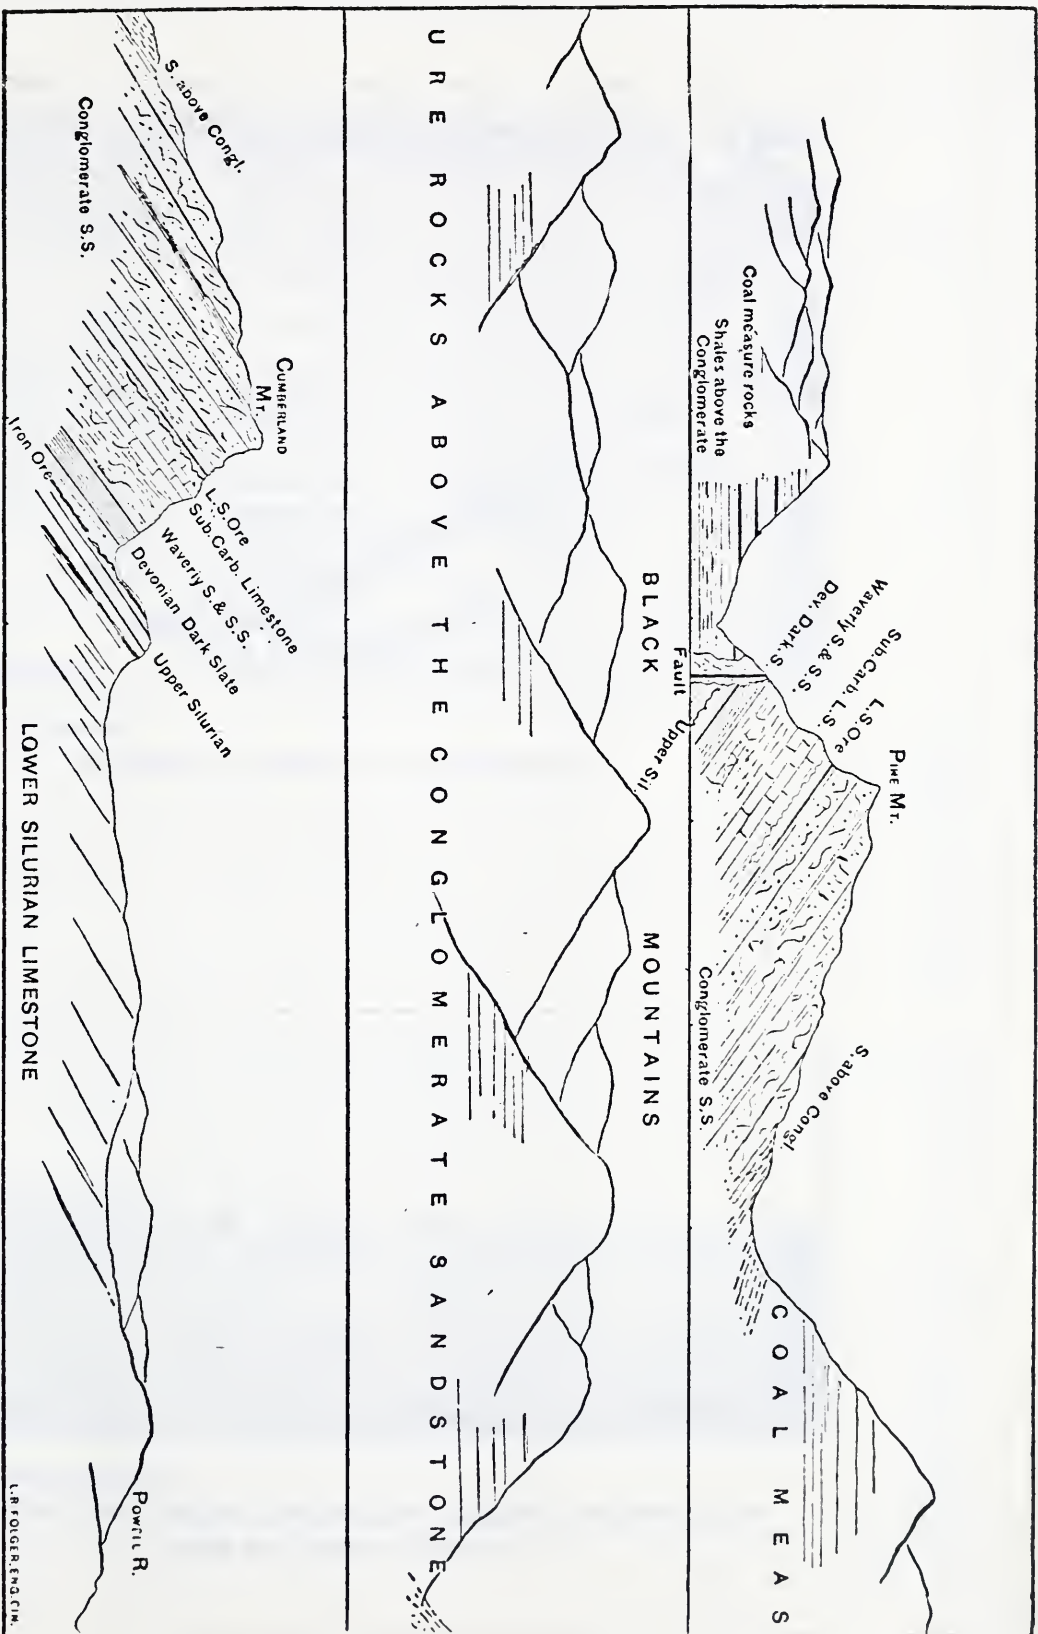 Coal measure rocks
Shales above the
Conglomerate
Waverly S. & S.S.
Dev. Dark S.
Fault
Upper Sil.
Sub. Carb. L.S.
L.S. Ore
PINE MT.
Conglomerate S.S.
S. above Congl.
COAL MEAS
BLACK MOUNTAINS
URE ROCKS ABOVE THE CONGLOMERATE SANDSTONE
S. above Congl.
Conglomerate S.S.
CUMBERLAND
MT.
Iron Ore
L.S. Ore
Sub. Carb. Limestone
Waverly S. & S.S.
Devonian Dark Slate
Upper Silurian
LOWER SILURIAN LIMESTONE
POWELL R.
L.R. FOLGER. ENG. CIN.